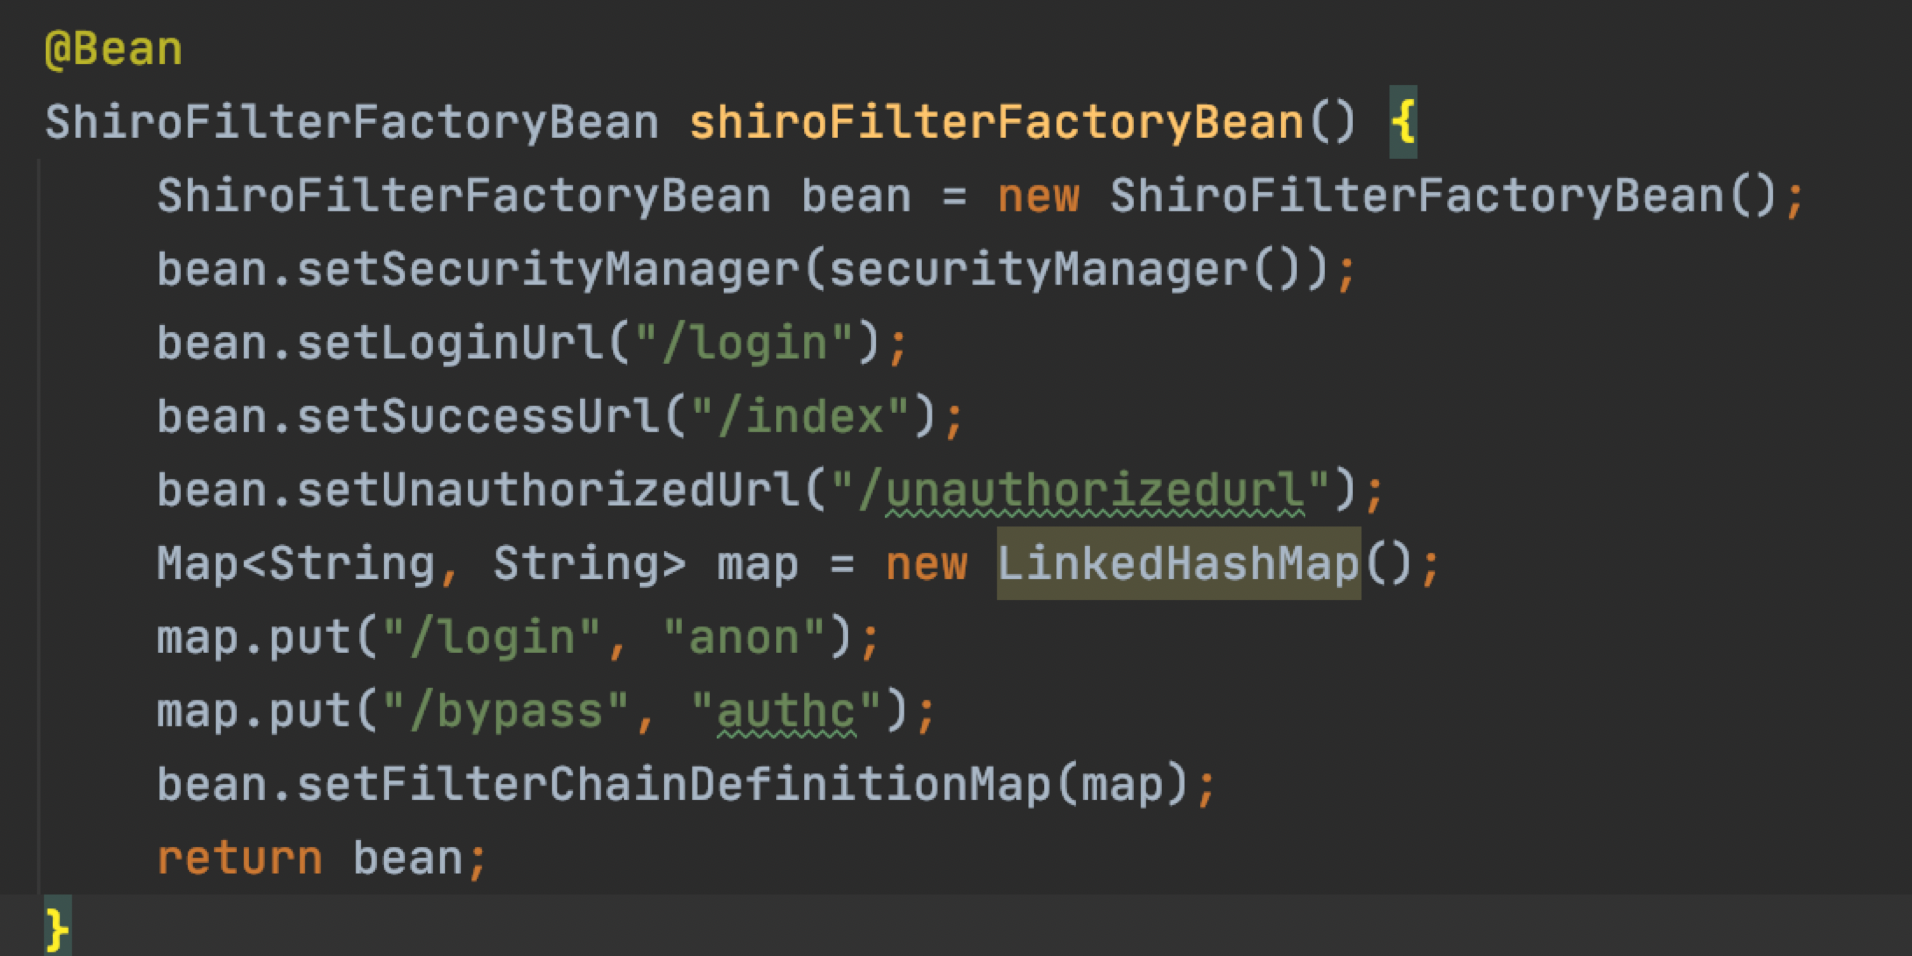 @Bean
ShiroFilterFactoryBean shiroFilterFactoryBean() {
    ShiroFilterFactoryBean bean = new ShiroFilterFactoryBean();
    bean.setSecurityManager(securityManager());
    bean.setLoginUrl("/login");
    bean.setSuccessUrl("/index");
    bean.setUnauthorizedUrl("/unauthorizedurl");
    Map<String, String> map = new LinkedHashMap();
    map.put("/login", "anon");
    map.put("/bypass", "authc");
    bean.setFilterChainDefinitionMap(map);
    return bean;
}